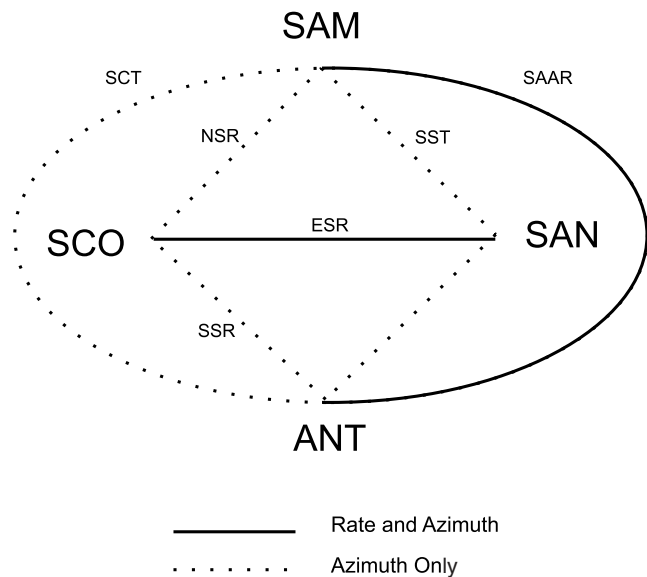 SAM
SCT
SAAR
NSR
SST
ESR
SCO
SAN
SSR
ANT
Rate and Azimuth
Azimuth Only